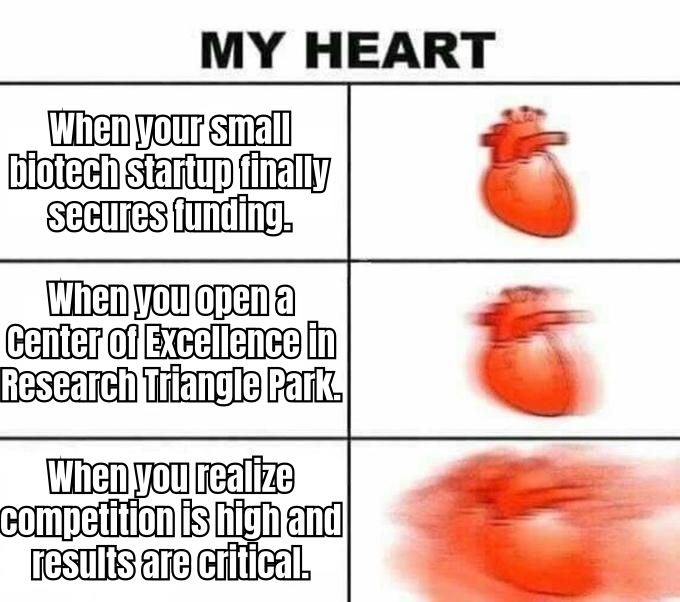 MY HEART
When your small
biotech startup finally
secures funding.
When you open a
Center of Excellence in
Research Triangle Park.
When you realize
competition is high and
results are critical.